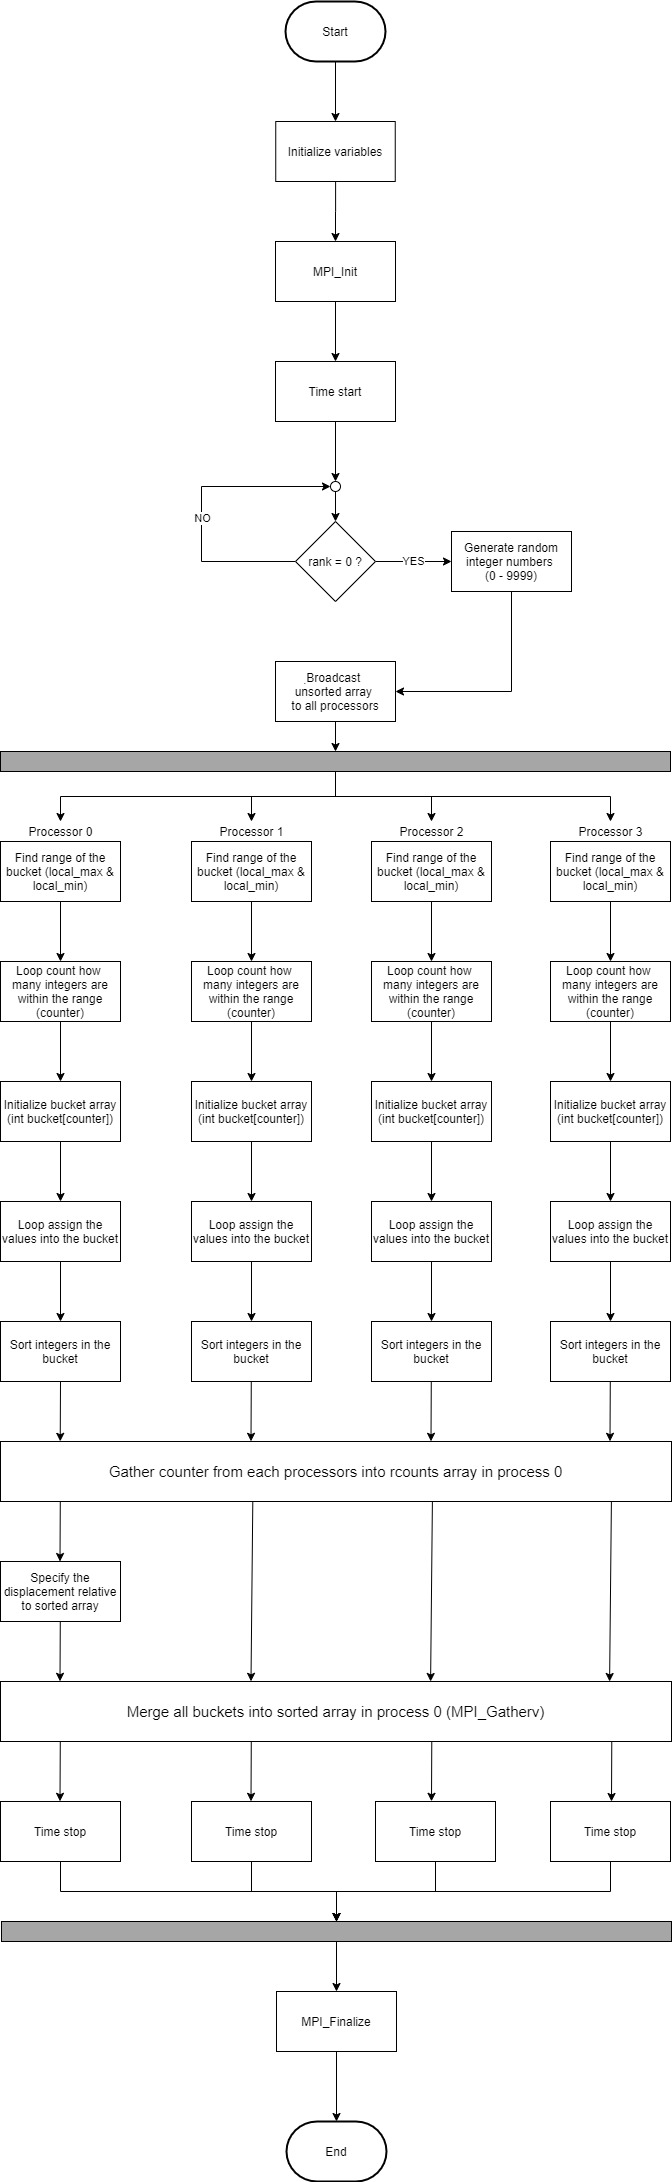 Start
Initialize variables
MPI_Init
Time start
NO
rank = 0 ?
YES
Generate random
integer numbers
(0 - 9999)
Broadcast
unsorted array
to all processors
Processor 0
Processor 1
Processor 2
Processor 3
Find range of the
bucket (local_max &
local_min)
Find range of the
bucket (local_max &
local_min)
Find range of the
bucket (local_max &
local_min)
Find range of the
bucket (local_max &
local_min)
Loop count how
many integers are
within the range
(counter)
Loop count how
many integers are
within the range
(counter)
Loop count how
many integers are
within the range
(counter)
Loop count how
many integers are
within the range
(counter)
Initialize bucket array
(int bucket[counter])
Initialize bucket array
(int bucket[counter])
Initialize bucket array
(int bucket[counter])
Initialize bucket array
(int bucket[counter])
Loop assign the
values into the bucket
Loop assign the
values into the bucket
Loop assign the
values into the bucket
Loop assign the
values into the bucket
Sort integers in the
bucket
Sort integers in the
bucket
Sort integers in the
bucket
Sort integers in the
bucket
Gather counter from each processors into rcounts array in process 0
Specify the
displacement relative
to sorted array
Merge all buckets into sorted array in process 0 (MPI_Gatherv)
Time stop
Time stop
Time stop
Time stop
MPI_Finalize
End